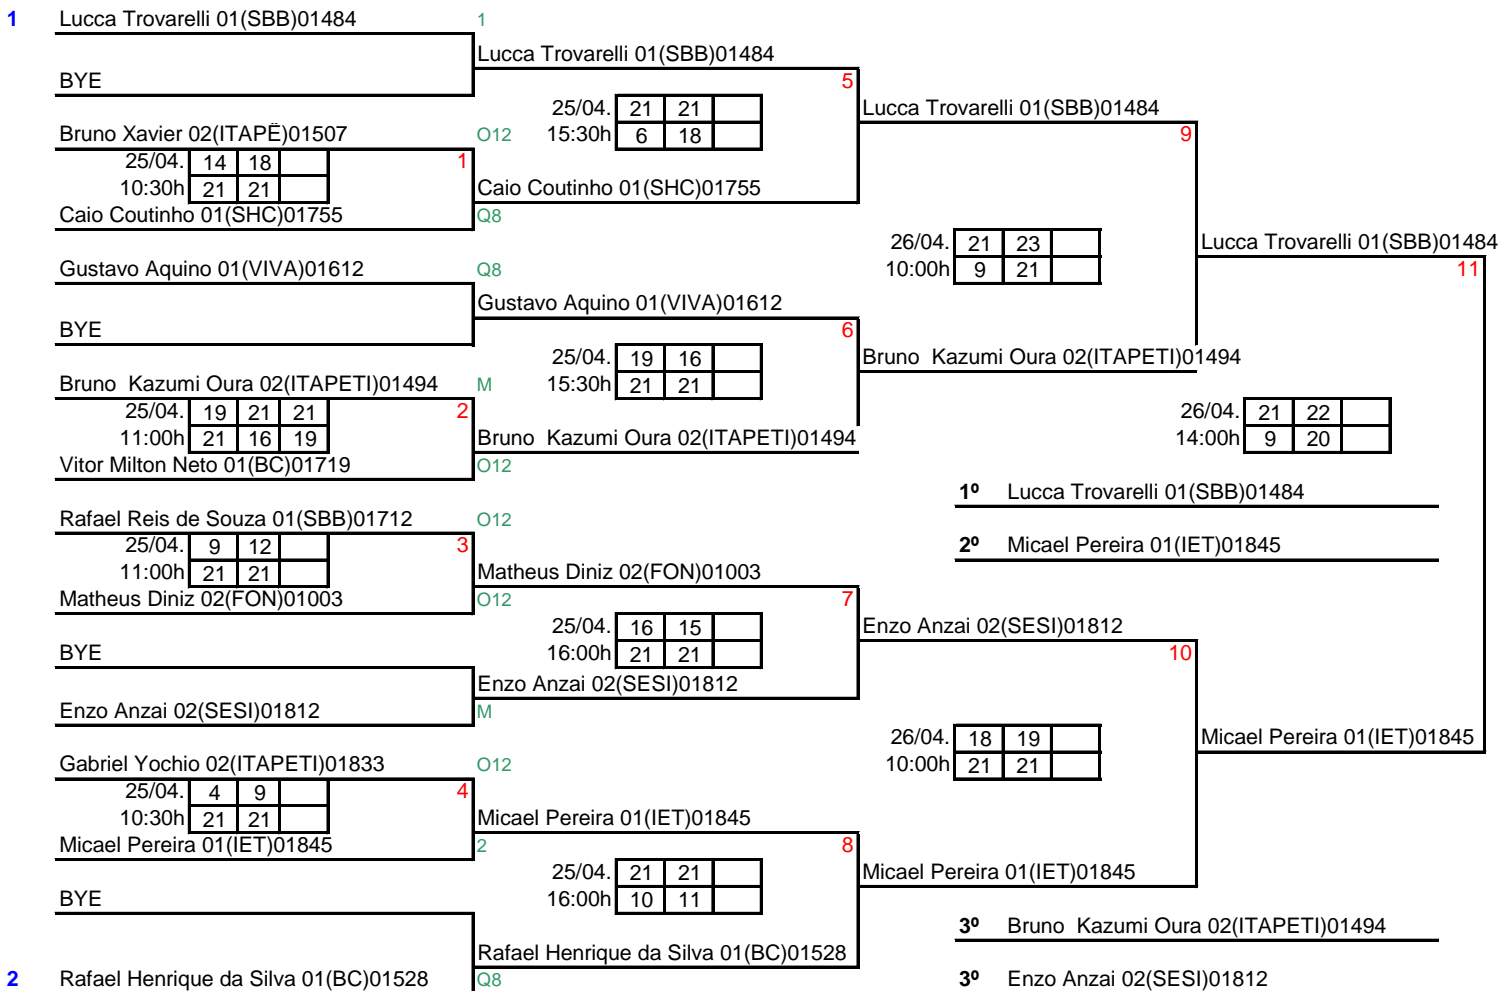 1 Lucca Trovarelli 01(SBB)01484 1
Lucca Trovarelli 01(SBB)01484
BYE 5
25/04. 21 21 Lucca Trovarelli 01(SBB)01484
Bruno Xavier 02(ITAPË)01507 O12 15:30h 6 18 9
25/04. 14 18 1
10:30h 21 21 Caio Coutinho 01(SHC)01755
Caio Coutinho 01(SHC)01755 Q8
26/04. 21 23 Lucca Trovarelli 01(SBB)01484
Gustavo Aquino 01(VIVA)01612 Q8 10:00h 9 21 11
Gustavo Aquino 01(VIVA)01612
BYE 6
25/04. 19 16 Bruno  Kazumi Oura 02(ITAPETI)01494
Bruno  Kazumi Oura 02(ITAPETI)01494 M 15:30h 21 21
25/04. 19 21 21 2 26/04. 21 22
11:00h 21 16 19 Bruno  Kazumi Oura 02(ITAPETI)01494 14:00h 9 20
Vitor Milton Neto 01(BC)01719 O12
1º Lucca Trovarelli 01(SBB)01484
Rafael Reis de Souza 01(SBB)01712 O12
25/04. 9 12 3 2º Micael Pereira 01(IET)01845
11:00h 21 21 Matheus Diniz 02(FON)01003
Matheus Diniz 02(FON)01003 O12 7
25/04. 16 15 Enzo Anzai 02(SESI)01812
BYE 16:00h 21 21 10
Enzo Anzai 02(SESI)01812
Enzo Anzai 02(SESI)01812 M
26/04. 18 19 Micael Pereira 01(IET)01845
Gabriel Yochio 02(ITAPETI)01833 O12 10:00h 21 21
25/04. 4 9 4
10:30h 21 21 Micael Pereira 01(IET)01845
Micael Pereira 01(IET)01845 2 8
25/04. 21 21 Micael Pereira 01(IET)01845
BYE 16:00h 10 11
3º Bruno  Kazumi Oura 02(ITAPETI)01494
Rafael Henrique da Silva 01(BC)01528
2 Rafael Henrique da Silva 01(BC)01528 Q8 3º Enzo Anzai 02(SESI)01812